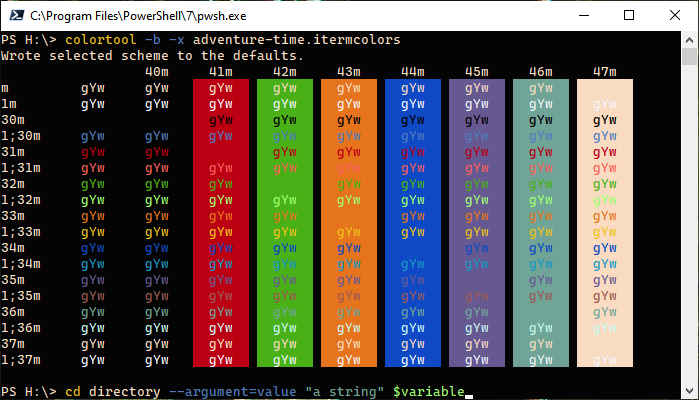 C:\Program Files\PowerShell\7\pwsh.exe
PS H:\> colortool -b -x adventure-time.itermcolors
Wrote selected scheme to the defaults.
40m 41m 42m 43m 44m 45m 46m 47m
m gYw gYw gYw gYw gYw gYw gYw gYw
1m gYw gYw gYw gYw gYw gYw gYw gYw gYw
30m gYw gYw gYw gYw gYw gYw gYw
1;30m gYw gYw gYw gYw gYw gYw gYw gYw gYw
31m gYw gYw gYw gYw gYw gYw gYw gYw
1;31m gYw gYw gYw gYw gYw gYw gYw gYw gYw
32m gYw gYw gYw gYw gYw gYw gYw gYw
1;32m gYw gYw gYw gYw gYw gYw gYw gYw gYw
33m gYw gYw gYw gYw gYw gYw gYw gYw
1;33m gYw gYw gYw gYw gYw gYw gYw gYw gYw
34m gYw gYw gYw gYw gYw gYw gYw gYw
1;34m gYw gYw gYw gYw gYw gYw gYw gYw gYw
35m gYw gYw gYw gYw gYw gYw gYw gYw
1;35m gYw gYw gYw gYw gYw gYw gYw gYw gYw
36m gYw gYw gYw gYw gYw gYw gYw gYw
1;36m gYw gYw gYw gYw gYw gYw gYw gYw gYw
37m gYw gYw gYw gYw gYw gYw gYw gYw
1;37m gYw gYw gYw gYw gYw gYw gYw gYw gYw
PS H:\> cd directory --argument=value "a string" $variable